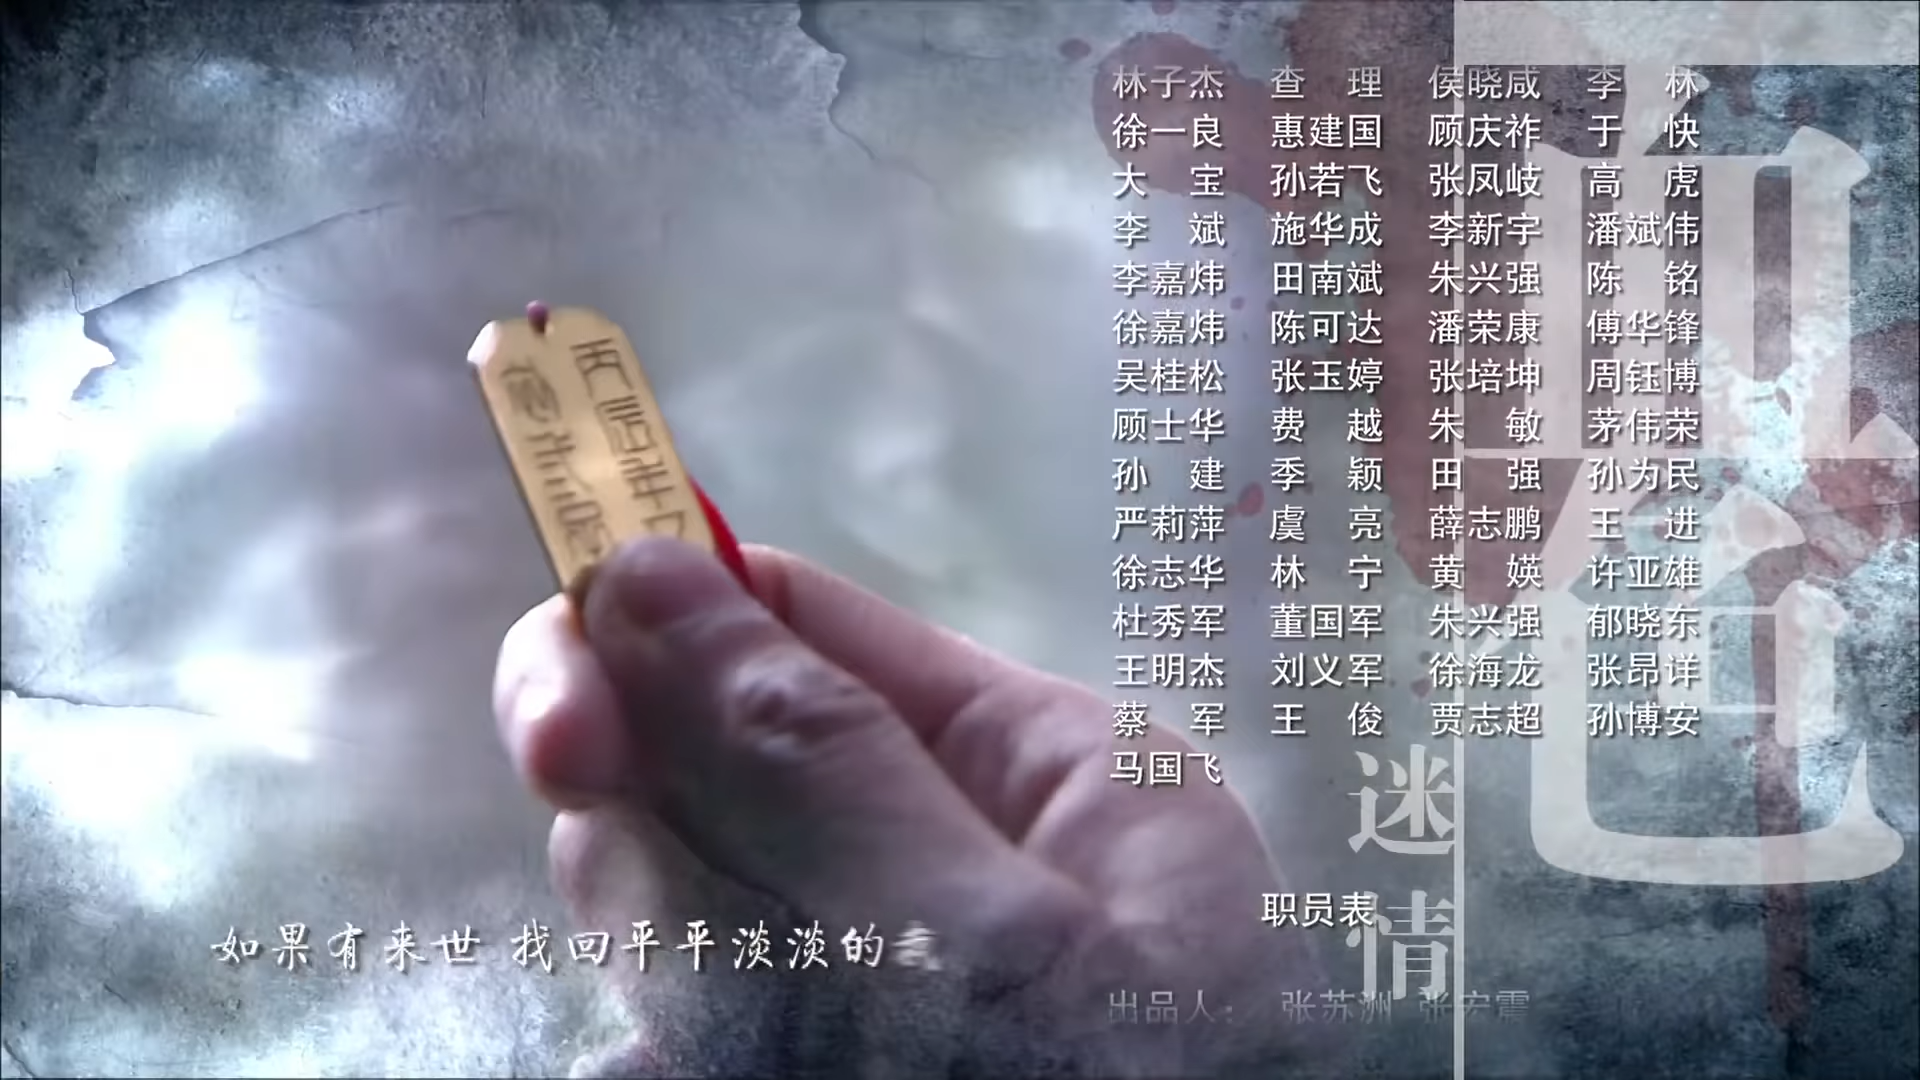 林子杰 查理 侯晓咸 李林
徐一良 惠建国 顾庆祚 于快
大宝 孙若飞 张凤岐 高虎
李斌 施华成 李新宇 潘斌伟
李嘉炜 田南斌 朱兴强 陈铭
徐嘉炜 陈可达 潘荣康 傅华锋
吴桂松 张玉婷 张培坤 周钰博
顾士华 费越 朱敏 茅伟荣
孙建 季颖 田强 孙为民
严莉萍 虞亮 薛志鹏 王进
徐志华 林宁 黄媖 许亚雄
杜秀军 董国军 朱兴强 郁晓东
王明杰 刘义军 徐海龙 张昂详
蔡军 王俊 贾志超 孙博安
马国飞
职员表
出品人： 张苏洲 张宏震
血色
迷情
如果有来世 找回平平淡淡的